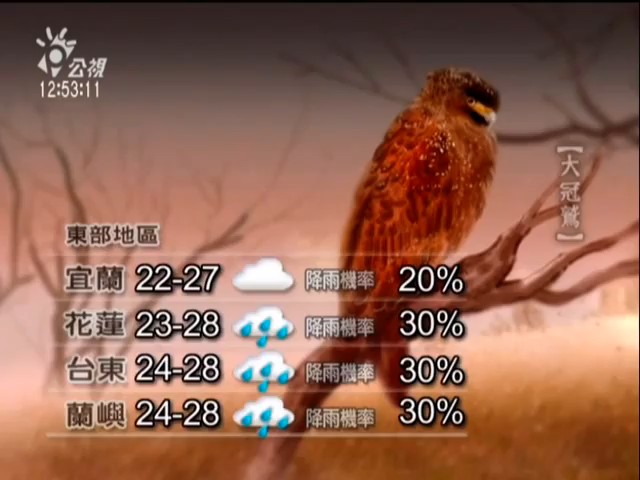 公視
12:53:11
【大冠鷲】
東部地區
宜蘭 22-27 降雨機率 20%
花蓮 23-28 降雨機率 30%
台東 24-28 降雨機率 30%
蘭嶼 24-28 降雨機率 30%